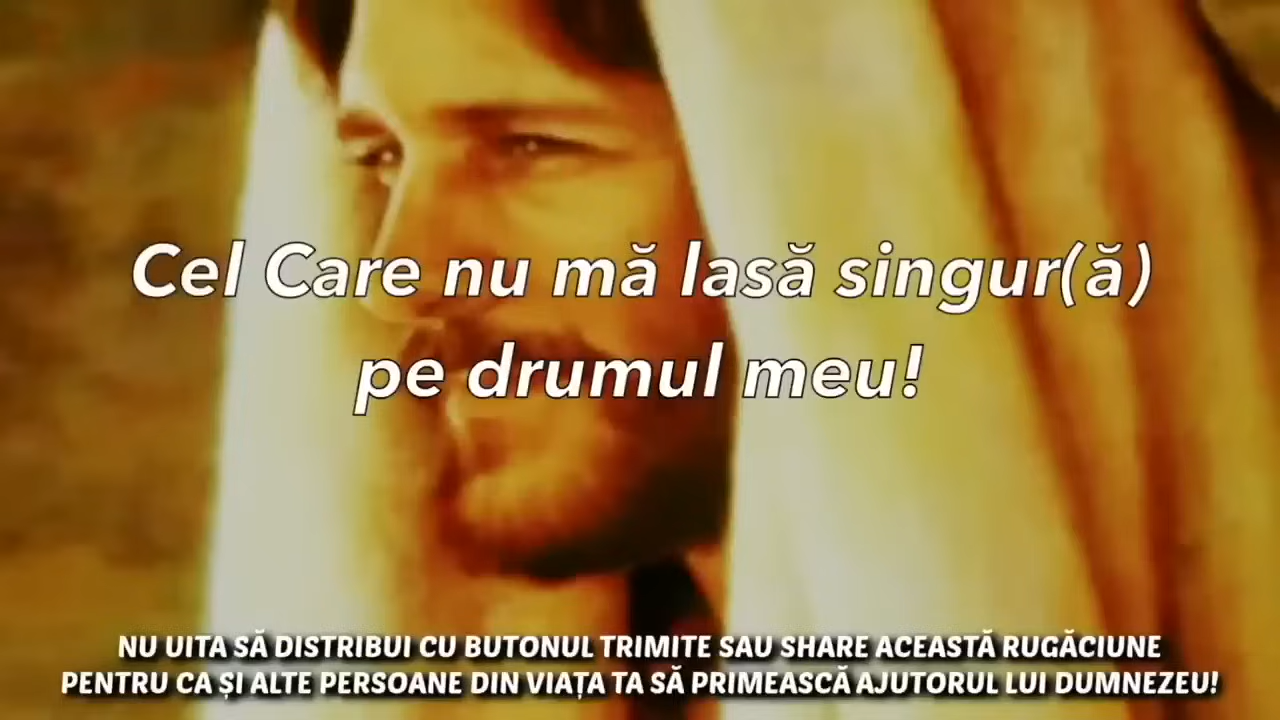 Cel Care nu mă lasă singur(ă)
pe drumul meu!
NU UITA SĂ DISTRIBUI CU BUTONUL TRIMITE SAU SHARE ACEASTĂ RUGĂCIUNE
PENTRU CA ȘI ALTE PERSOANE DIN VIAȚA TA SĂ PRIMEASCĂ AJUTORUL LUI DUMNEZEU!